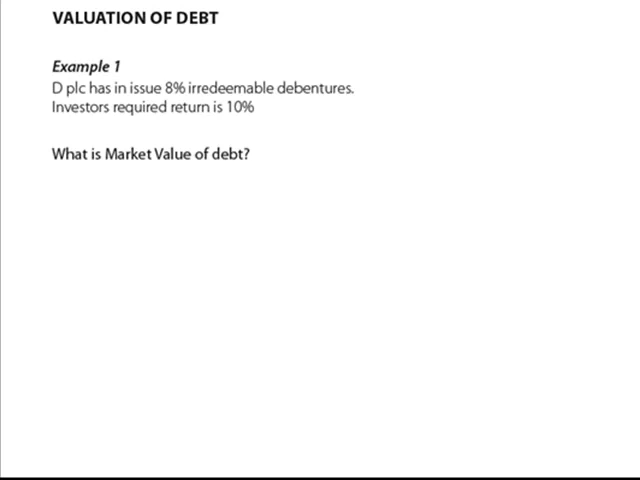 VALUATION OF DEBT
Example 1
D plc has in issue 8% irredeemable debentures.
Investors required return is 10%
What is Market Value of debt?